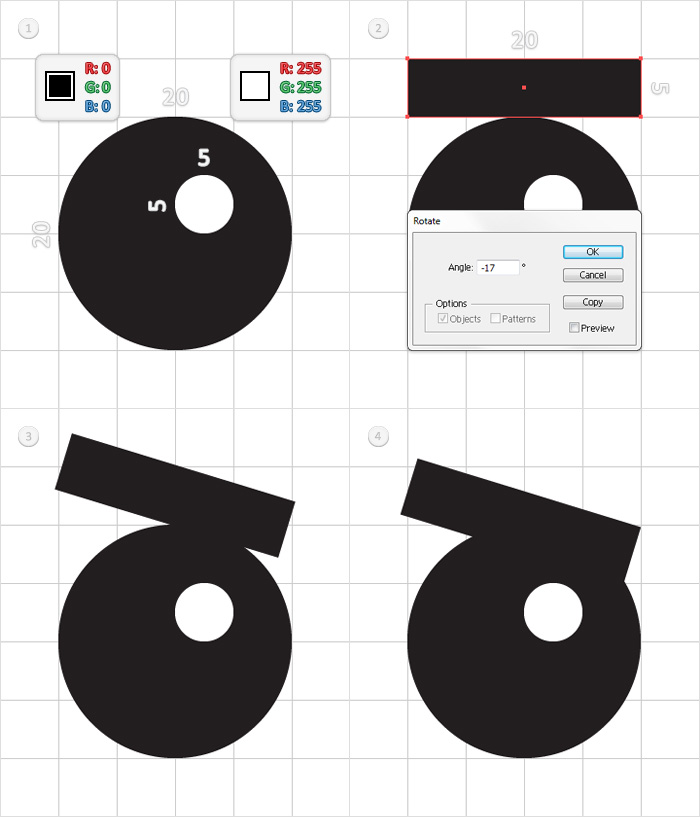 1
R: 0
G: 0
B: 0
R: 255
G: 255
B: 255
20
5
5
20
2
20
5
Rotate
Angle: -17 °
OK
Cancel
Options
Objects Patterns
Copy
Preview
3
4